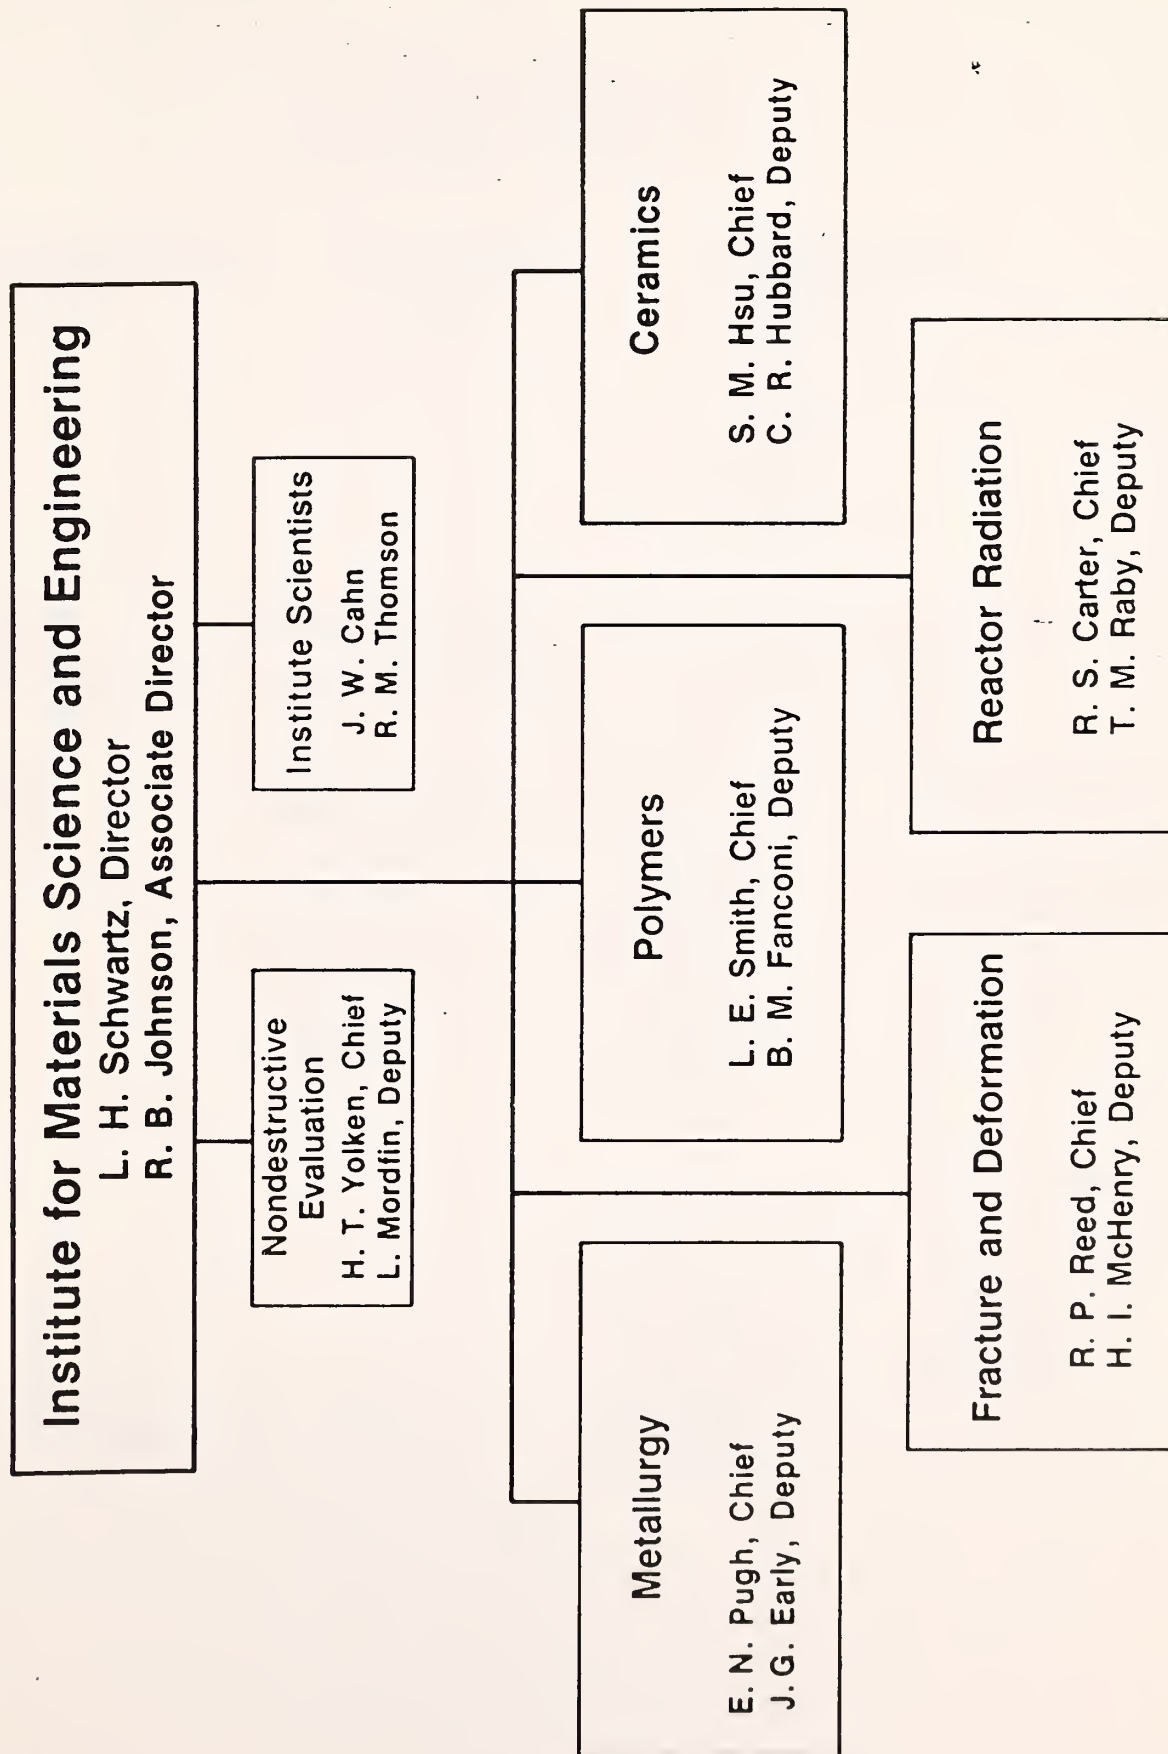 Institute for Materials Science and Engineering
L. H. Schwartz, Director
R. B. Johnson, Associate Director
Nondestructive
Evaluation
H. T. Yolken, Chief
L. Mordfin, Deputy
Institute Scientists
J. W. Cahn
R. M. Thomson
Metallurgy
E. N. Pugh, Chief
J. G. Early, Deputy
Polymers
L. E. Smith, Chief
B. M. Fanconi, Deputy
Ceramics
S. M. Hsu, Chief
C. R. Hubbard, Deputy
Fracture and Deformation
R. P. Reed, Chief
H. I. McHenry, Deputy
Reactor Radiation
R. S. Carter, Chief
T. M. Raby, Deputy